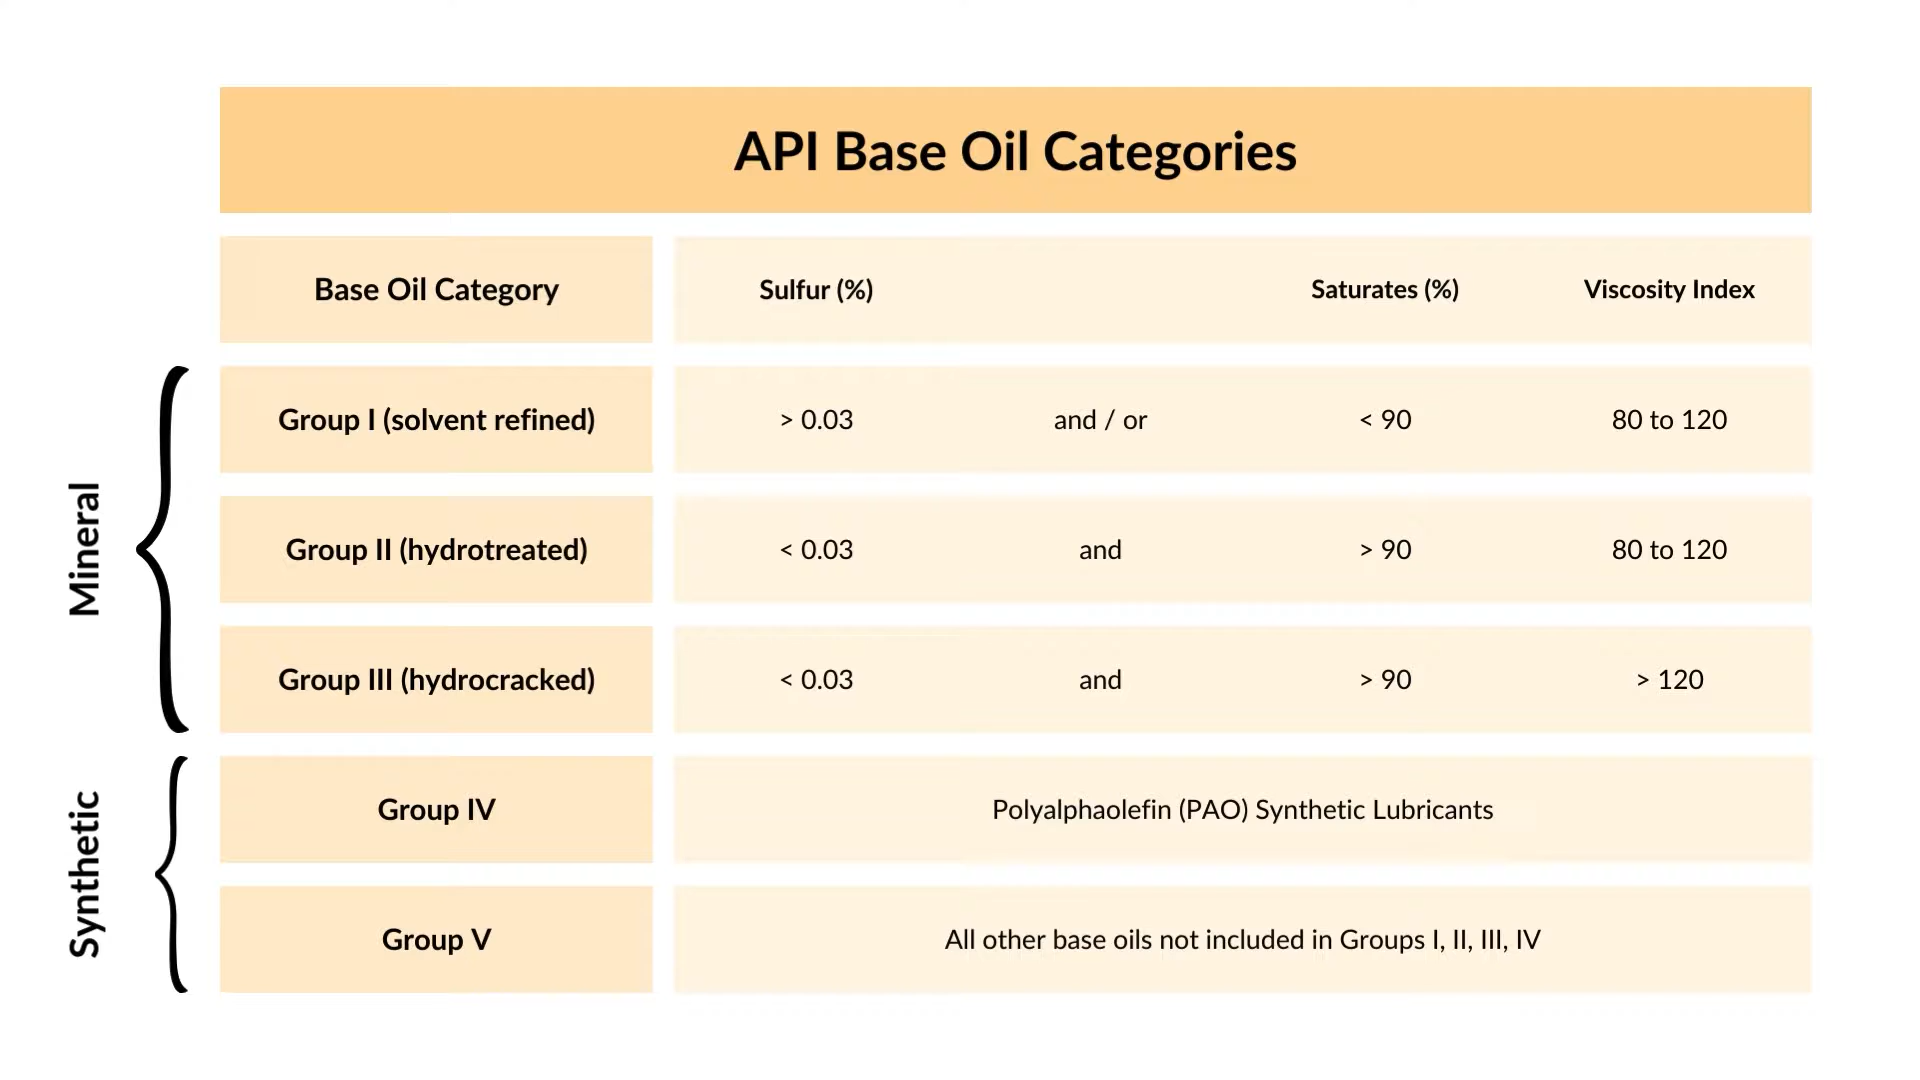 API Base Oil Categories
Base Oil Category Sulfur (%) Saturates (%) Viscosity Index
Mineral
Group I (solvent refined) > 0.03 and / or < 90 80 to 120
Group II (hydrotreated) < 0.03 and > 90 80 to 120
Group III (hydrocracked) < 0.03 and > 90 > 120
Synthetic
Group IV Polyalphaolefin (PAO) Synthetic Lubricants
Group V All other base oils not included in Groups I, II, III, IV